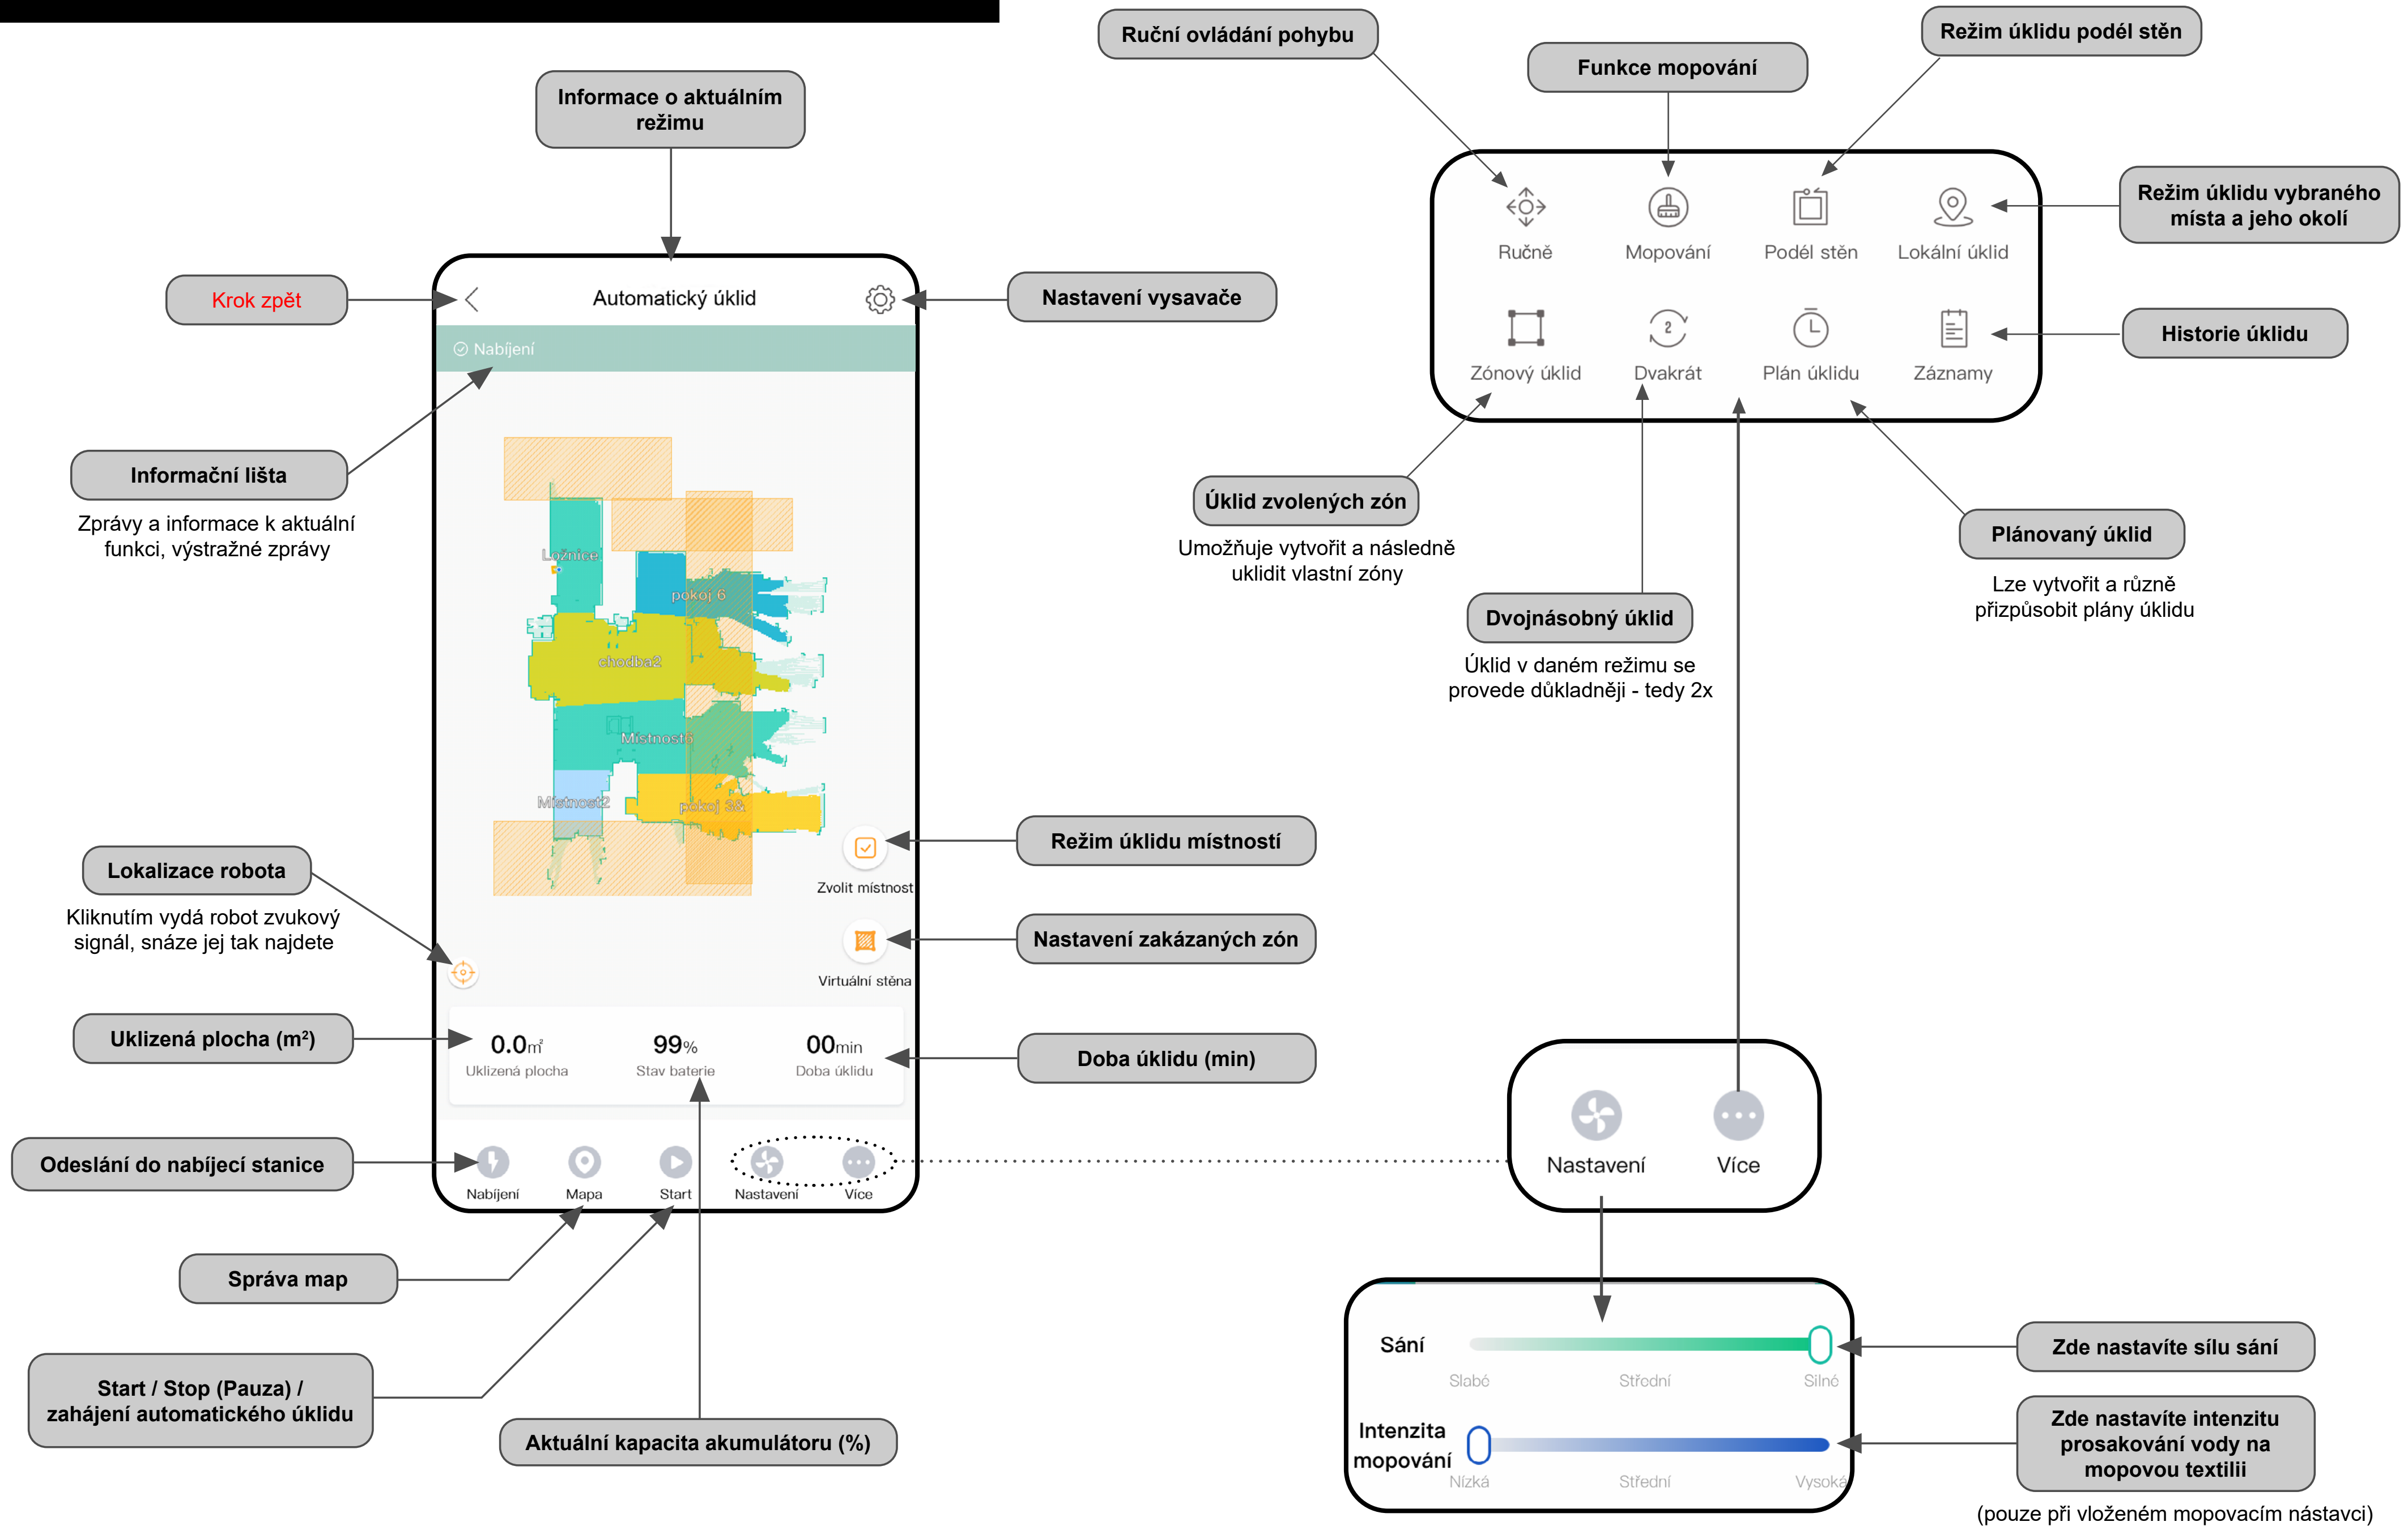 Ruční ovládání pohybu
Funkce mopování
Režim úklidu podél stěn
Informace o aktuálním
režimu
Režim úklidu vybraného
místa a jeho okolí
Ručně
Mopování
Podél stěn
Lokální úklid
Historie úklidu
Zónový úklid
2
Dvakrát
Plán úklidu
Záznamy
Krok zpět
Automatický úklid
Nastavení vysavače
Nabíjení
Informační lišta
Zprávy a informace k aktuální
funkci, výstražné zprávy
Úklid zvolených zón
Umožňuje vytvořit a následně
uklidit vlastní zóny
Plánovaný úklid
Lze vytvořit a různě
přizpůsobit plány úklidu
Dvojnásobný úklid
Úklid v daném režimu se
provede důkladněji - tedy 2x
Ložnice
pokoj 6
chodba2
Místnost6
Místnost2
pokoj 3&
Režim úklidu místností
Zvolit místnost
Lokalizace robota
Kliknutím vydá robot zvukový
signál, snáze jej tak najdete
Nastavení zakázaných zón
Virtuální stěna
Uklizená plocha (m²)
0.0㎡
Uklizená plocha
99%
Stav baterie
00min
Doba úklidu
Doba úklidu (min)
Odeslání do nabíjecí stanice
Nabíjení
Mapa
Start
Nastavení
Více
Nastavení
Více
Správa map
Start / Stop (Pauza) /
zahájení automatického úklidu
Aktuální kapacita akumulátoru (%)
Sání
Slabé
Střední
Silné
Zde nastavíte sílu sání
Intenzita
mopování
Nízká
Střední
Vysoká
Zde nastavíte intenzitu
prosakování vody na
mopovou textilii
(pouze při vloženém mopovacím nástavci)